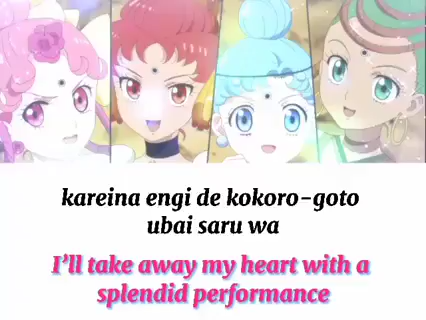 kareina engi de kokoro-goto
ubai saru wa
I'll take away my heart with a
splendid performance